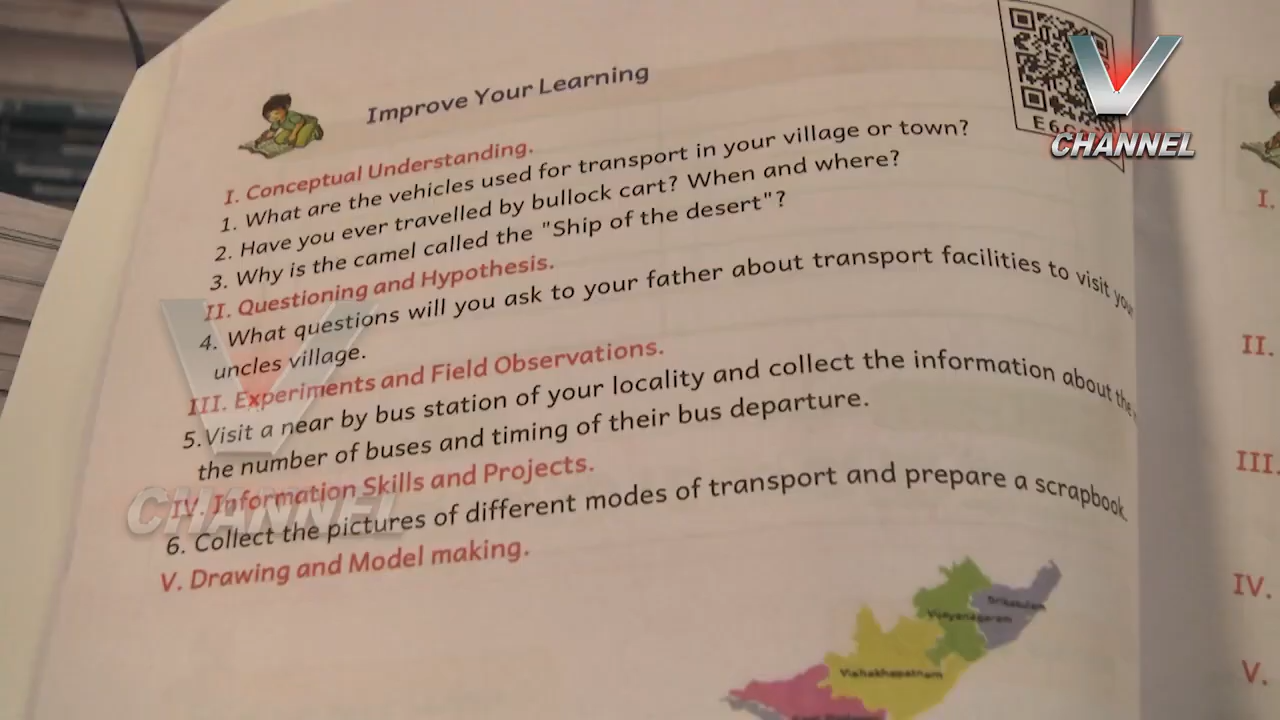 Improve Your Learning
I. Conceptual Understanding.
1. What are the vehicles used for transport in your village or town?
2. Have you ever travelled by bullock cart? When and where?
3. Why is the camel called the "Ship of the desert"?
II. Questioning and Hypothesis.
4. What questions will you ask to your father about transport facilities to visit your
uncles village.
III. Experiments and Field Observations.
5.Visit a near by bus station of your locality and collect the information about the
the number of buses and timing of their bus departure.
IV. Information Skills and Projects.
6. Collect the pictures of different modes of transport and prepare a scrapbook.
V. Drawing and Model making.
Srikakulam
Vizayanagaram
Vishakhapatnam
V
CHANNEL
V
CHANNEL
I.
II.
III.
IV.
V.